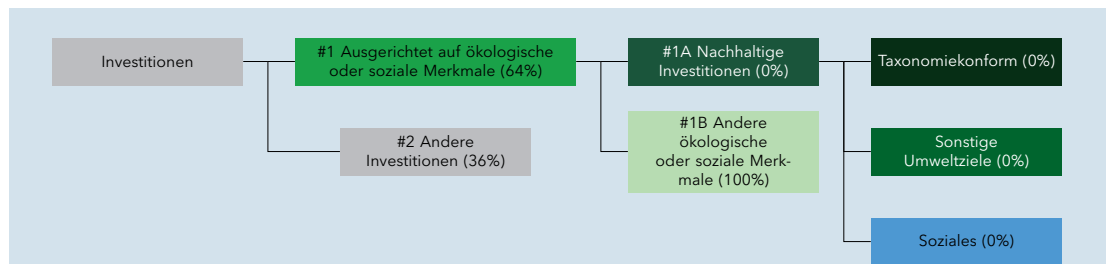 Investitionen
#1 Ausgerichtet auf ökologische
oder soziale Merkmale (64%)
#2 Andere
Investitionen (36%)
#1A Nachhaltige
Investitionen (0%)
#1B Andere
ökologische
oder soziale Merk-
male (100%)
Taxonomiekonform (0%)
Sonstige
Umweltziele (0%)
Soziales (0%)